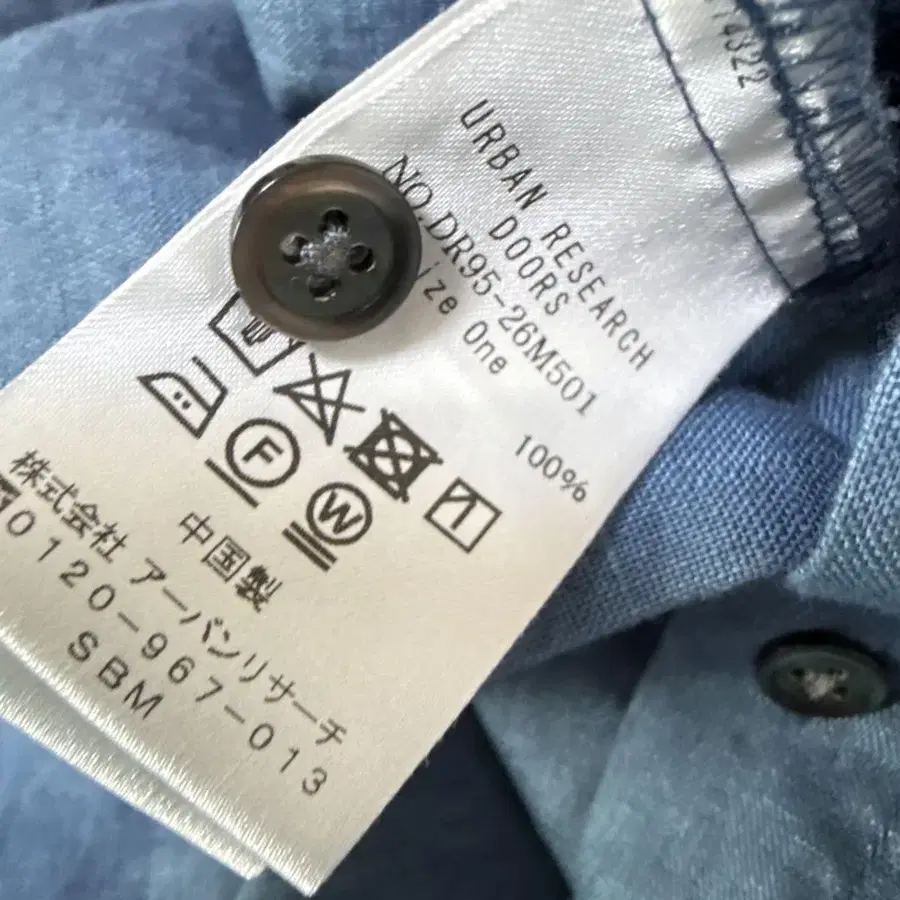 74322
URBAN RESEARCH
DOORS
NO.DR95-26M501
ize One
100%
F
W
中国製
株式会社 アーバンリサーチ
0120-967-013
SBM